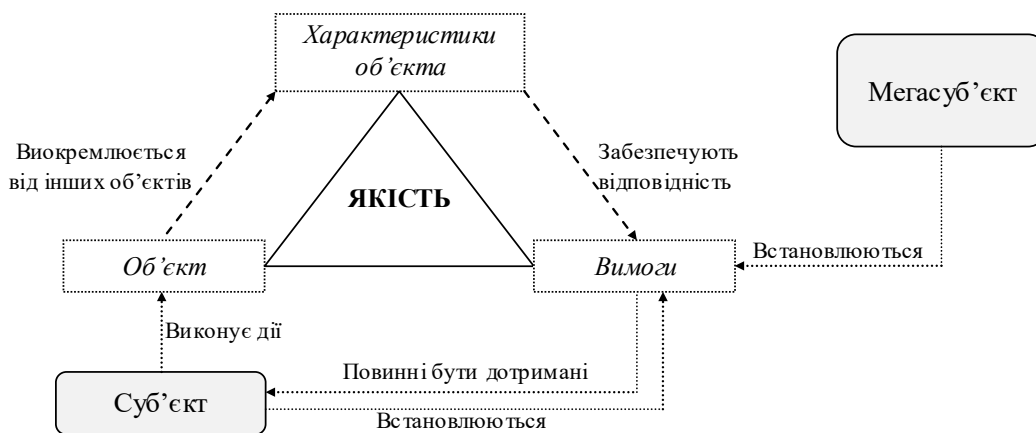 Характеристики
об’єкта
Мегасуб’єкт
Виокремлюється
від інших об’єктів
Забезпечують
відповідність
ЯКІСТЬ
Об’єкт
Вимоги
Встановлюються
Виконує дії
Повинні бути дотримані
Суб’єкт
Встановлюються